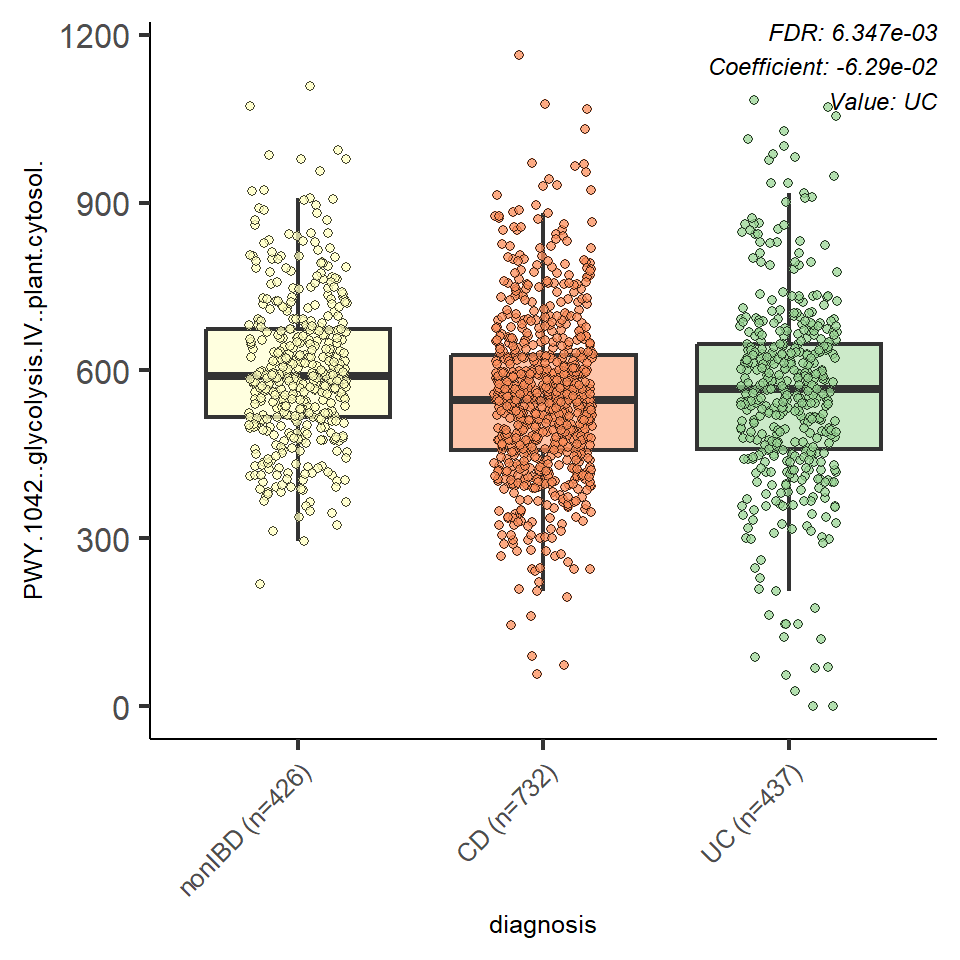 FDR: 6.347e-03
Coefficient: -6.29e-02
Value: UC
PWY.1042..glycolysis.IV..plant.cytosol.
1200
900
600
300
0
nonIBD (n=426)
CD (n=732)
UC (n=437)
diagnosis